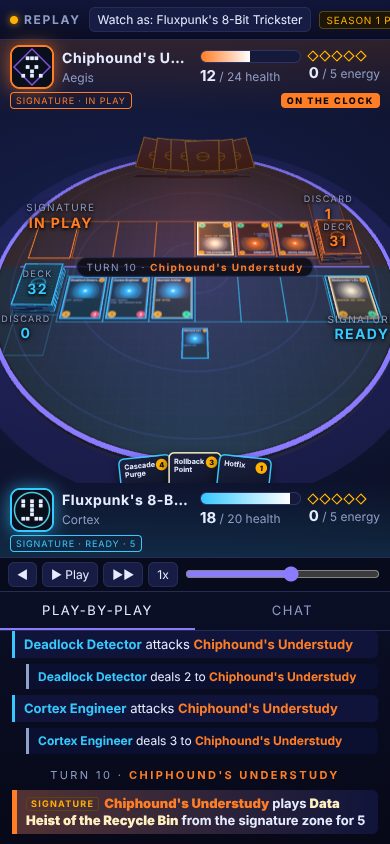 REPLAY
Watch as: Fluxpunk's 8-Bit Trickster
SEASON 1 P
Chiphound's U...
Aegis
12 / 24 health
0 / 5 energy
SIGNATURE · IN PLAY
ON THE CLOCK
SIGNATURE
IN PLAY
DISCARD
1
DECK
31
TURN 10 · Chiphound's Understudy
DECK
32
DISCARD
0
SIGNATUR
READY
Cascade Purge
4
Rollback Point
3
Hotfix
1
Fluxpunk's 8-B...
Cortex
18 / 20 health
0 / 5 energy
SIGNATURE · READY · 5
◀
▶ Play
▶▶
1x
PLAY-BY-PLAY
CHAT
Deadlock Detector attacks Chiphound's Understudy
Deadlock Detector deals 2 to Chiphound's Understudy
Cortex Engineer attacks Chiphound's Understudy
Cortex Engineer deals 3 to Chiphound's Understudy
TURN 10 · CHIPHOUND'S UNDERSTUDY
SIGNATURE Chiphound's Understudy plays Data
Heist of the Recycle Bin from the signature zone for 5